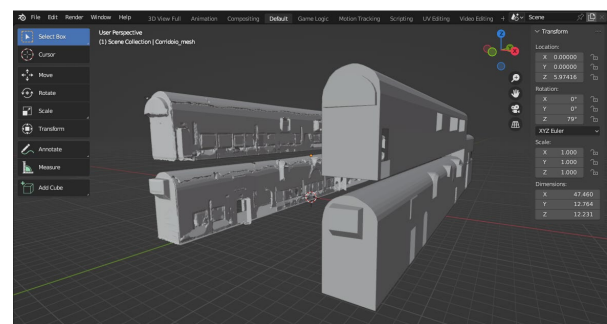 File Edit Render Window Help 3D View Full Animation Compositing Default Game Logic Motion Tracking Scripting UV Editing Video Editing + Scene
User Perspective
(1) Scene Collection | Corridoio_mesh
Select Box
Cursor
Move
Rotate
Scale
Transform
Annotate
Measure
Add Cube
Z
X
Transform
Location:
X 0.00000
Y 0.00000
Z 5.97416
Rotation:
X 0°
Y 0°
Z 79°
XYZ Euler
Scale:
X 1.000
Y 1.000
Z 1.000
Dimensions:
X 47.460
Y 12.764
Z 12.231